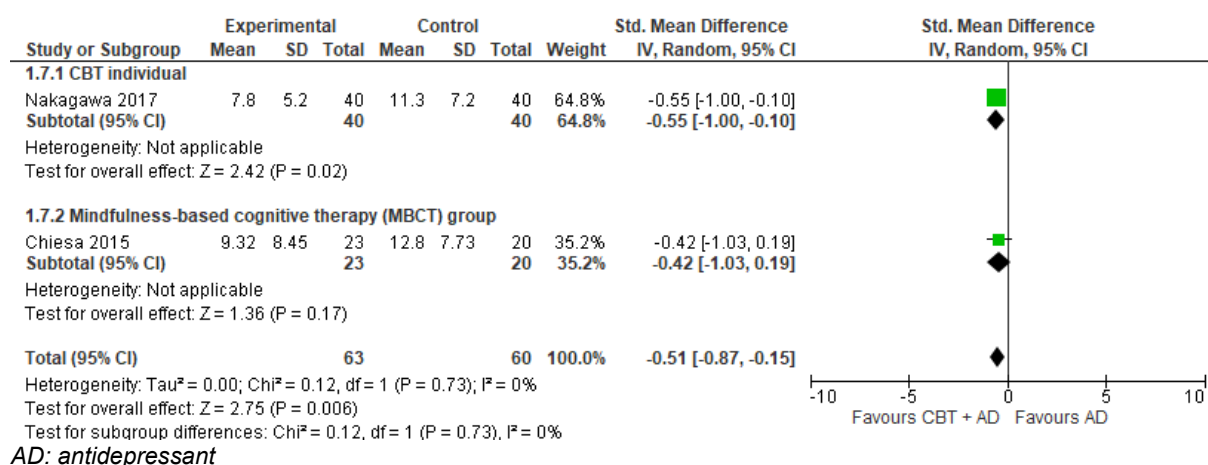 Experimental Control Std. Mean Difference Std. Mean Difference
Study or Subgroup Mean SD Total Mean SD Total Weight IV, Random, 95% CI IV, Random, 95% CI
1.7.1 CBT individual
Nakagawa 2017 7.8 5.2 40 11.3 7.2 40 64.8% -0.55 [-1.00, -0.10]
Subtotal (95% CI) 40 40 64.8% -0.55 [-1.00, -0.10]
Heterogeneity: Not applicable
Test for overall effect: Z = 2.42 (P = 0.02)
1.7.2 Mindfulness-based cognitive therapy (MBCT) group
Chiesa 2015 9.32 8.45 23 12.8 7.73 20 35.2% -0.42 [-1.03, 0.19]
Subtotal (95% CI) 23 20 35.2% -0.42 [-1.03, 0.19]
Heterogeneity: Not applicable
Test for overall effect: Z = 1.36 (P = 0.17)
Total (95% CI) 63 60 100.0% -0.51 [-0.87, -0.15]
Heterogeneity: Tau² = 0.00; Chi² = 0.12, df = 1 (P = 0.73); I² = 0%
Test for overall effect: Z = 2.75 (P = 0.006)
Test for subgroup differences: Chi² = 0.12, df = 1 (P = 0.73), I² = 0%
-10 -5 0 5 10
Favours CBT + AD Favours AD
AD: antidepressant